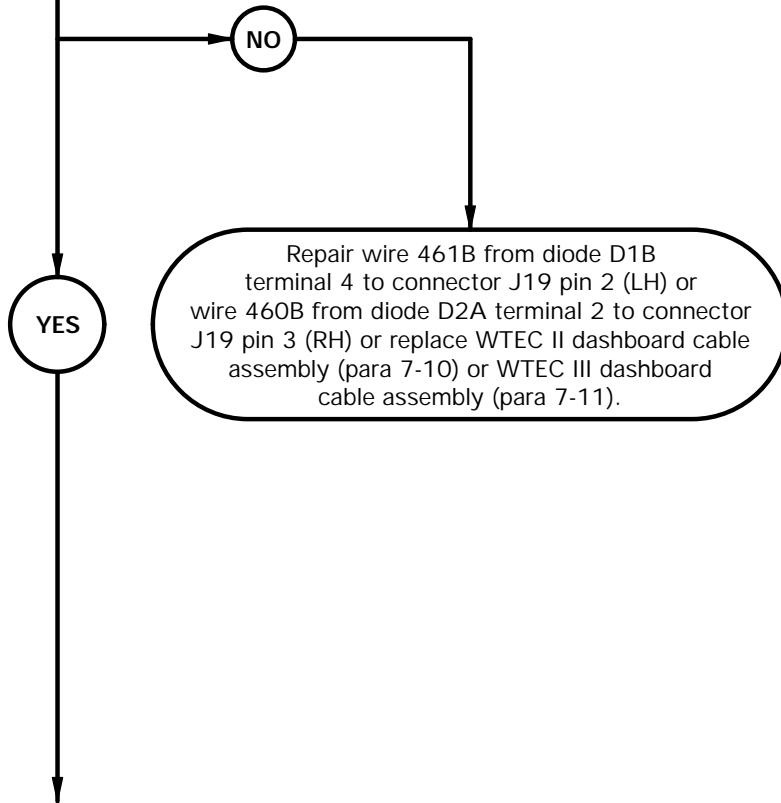 NO
Repair wire 461B from diode D1B
terminal 4 to connector J19 pin 2 (LH) or
wire 460B from diode D2A terminal 2 to connector
J19 pin 3 (RH) or replace WTEC II dashboard cable
assembly (para 7-10) or WTEC III dashboard
cable assembly (para 7-11).
YES